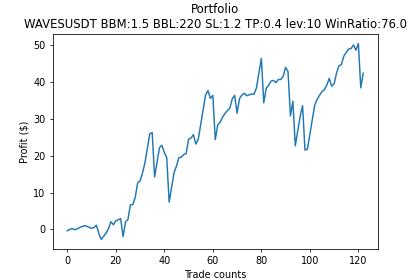 Portfolio
WAVESUSDT BBM:1.5 BBL:220 SL:1.2 TP:0.4 lev:10 WinRatio:76.0
50
40
30
20
10
0
Profit ($)
0 20 40 60 80 100 120
Trade counts